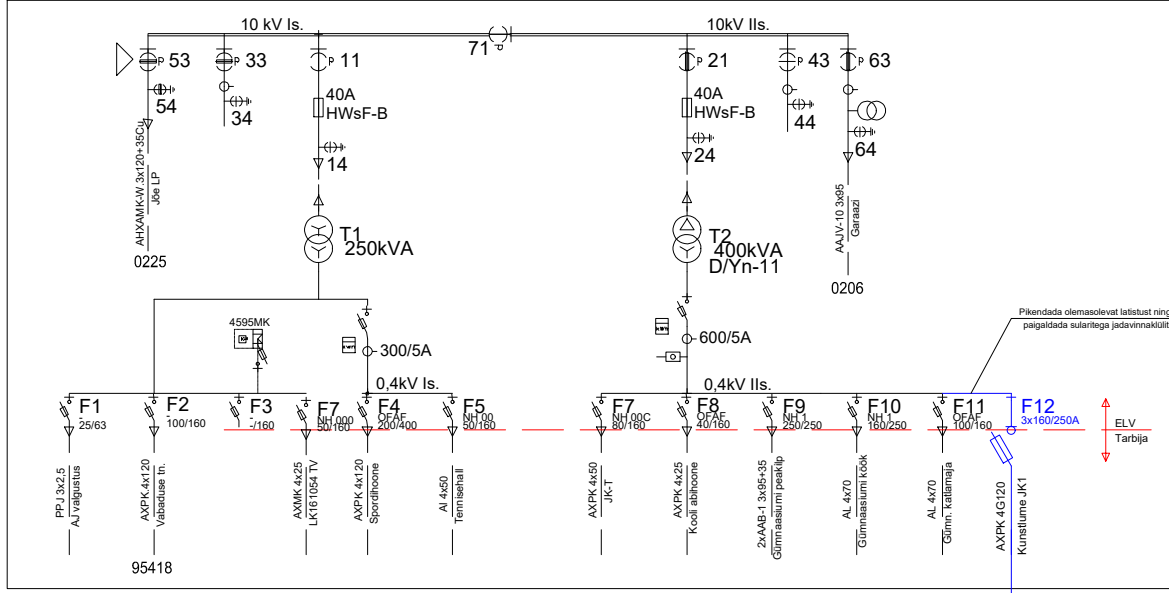 10 kV Is.
10kV IIs.
71
P
P 53
P 33
P 11
P 21
P 43
P 63
54
34
40A
HWsF-B
14
40A
HWsF-B
24
44
64
AHXAMK-W.3x120+35Cu
Jõe LP
0225
AAJV-10 3x95
Garaazi
0206
T1
250kVA
T2
400kVA
D/Yn-11
4595MK
300/5A
600/5A
Pikendada olemasolevat latistust ning
paigaldada sularitega jadavinnaklüliti
0,4kV Is.
0,4kV IIs.
F1
-
25/63
F2
-
100/160
F3
-/160
F7
NH 000
50/160
F4
OFAF
200/400
F5
NH 00
50/160
F7
NH 00C
80/160
F8
OFAF
40/160
F9
NH 1
250/250
F10
NH 1
160/250
F11
OFAF
100/160
F12
3x160/250A
ELV
Tarbija
PPJ 3x2,5
AJ valgustus
AXPK 4x120
Vabaduse tn.
95418
AXMK 4x25
LK161054 TV
AXPK 4x120
Spordihoone
Al 4x50
Tennisehall
AXPK 4x50
JK-T
AXPK 4x25
Kooli abihoone
2xAAB-1 3x95+35
Gümnaasiumi peakilp
AL 4x70
Gümnaasiumi köök
AL 4x70
Gümn. katlamaja
AXPK 4G120
Kunstlume JK1